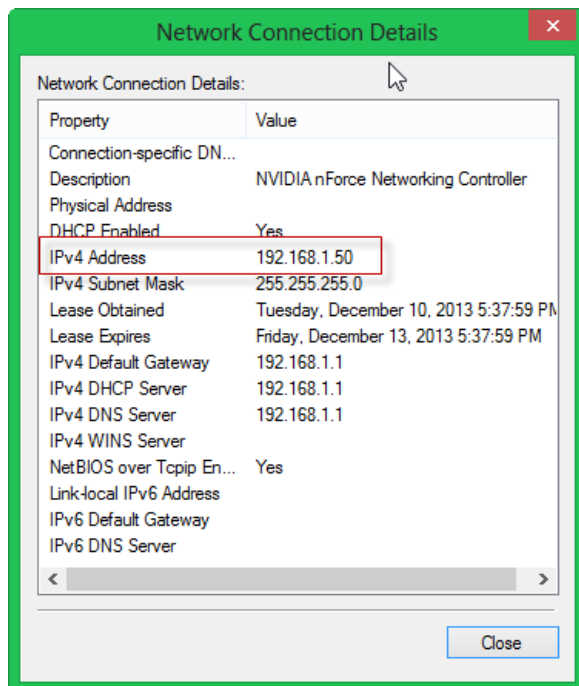 Network Connection Details
Network Connection Details:
Property Value
Connection-specific DN...
Description NVIDIA nForce Networking Controller
Physical Address
DHCP Enabled Yes
IPv4 Address 192.168.1.50
IPv4 Subnet Mask 255.255.255.0
Lease Obtained Tuesday, December 10, 2013 5:37:59 PM
Lease Expires Friday, December 13, 2013 5:37:59 PM
IPv4 Default Gateway 192.168.1.1
IPv4 DHCP Server 192.168.1.1
IPv4 DNS Server 192.168.1.1
IPv4 WINS Server
NetBIOS over Tcpip En... Yes
Link-local IPv6 Address
IPv6 Default Gateway
IPv6 DNS Server
Close